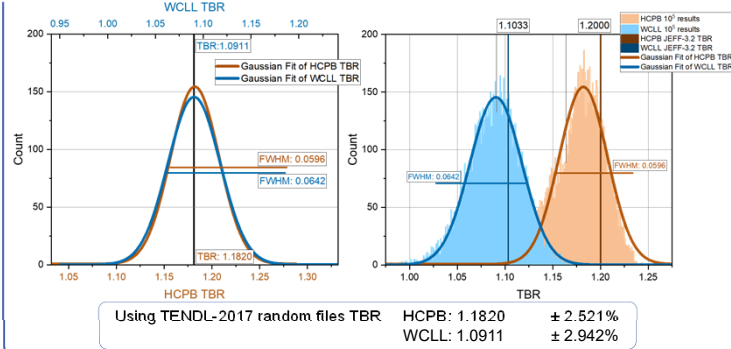 WCLL TBR
0.95 1.00 1.05 1.10 1.15 1.20
200
150
100
50
0
Count
TBR:1.0911
Gaussian Fit of HCPB TBR
Gaussian Fit of WCLL TBR
FWHM: 0.0596
FWHM: 0.0642
TBR: 1.1820
1.05 1.10 1.15 1.20 1.25 1.30
HCPB TBR
1.1033
1.2000
HCPB 10⁵ results
WCLL 10⁵ results
HCPB JEFF-3.2 TBR
WCLL JEFF-3.2 TBR
Gaussian Fit of HCPB TBR
Gaussian Fit of WCLL TBR
200
150
100
50
0
Count
FWHM: 0.0642
FWHM: 0.0596
1.00 1.05 1.10 1.15 1.20 1.25
TBR
Using TENDL-2017 random files TBR HCPB: 1.1820 ± 2.521%
WCLL: 1.0911 ± 2.942%